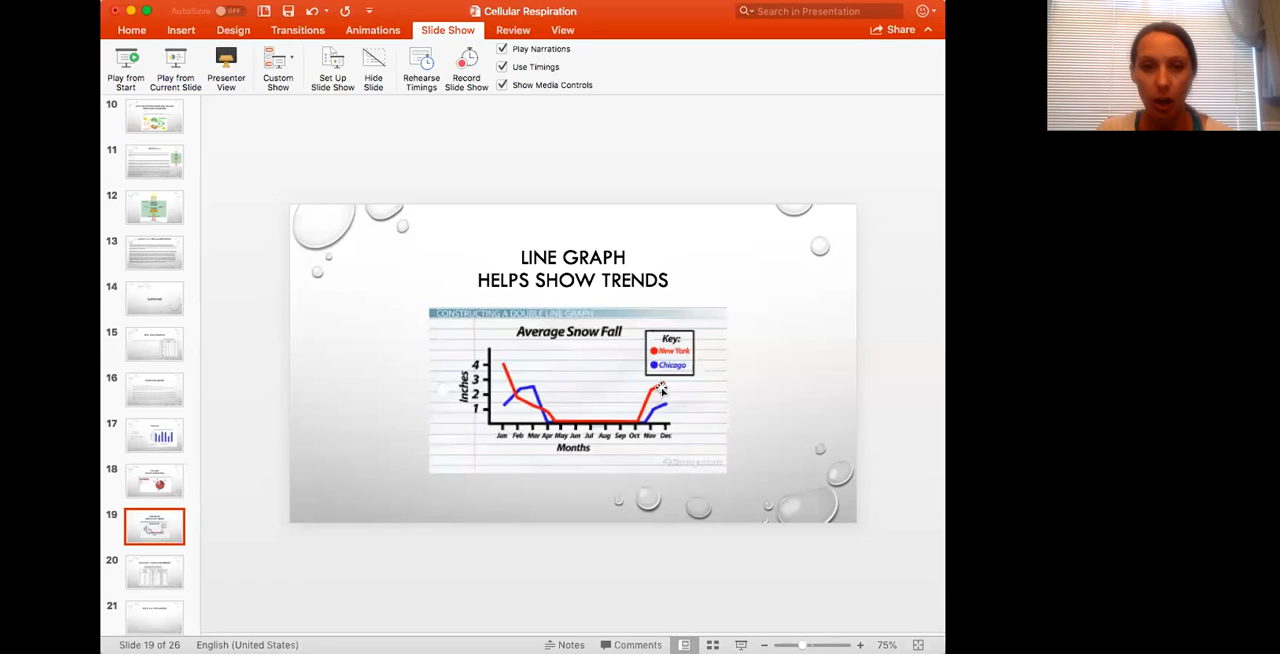 AutoSave OFF
Cellular Respiration
Search in Presentation
Home Insert Design Transitions Animations Slide Show Review View
Share
Play from Start
Play from Current Slide
Presenter View
Custom Show
Set Up Slide Show
Hide Slide
Rehearse Timings
Record Slide Show
Play Narrations
Use Timings
Show Media Controls
10
11
12
13
14
15
16
17
18
19
20
21
LINE GRAPH
HELPS SHOW TRENDS
CONSTRUCTING A DOUBLE LINE GRAPH
Average Snow Fall
Key:
New York
Chicago
Inches
4
3
2
1
Jan Feb Mar Apr May Jun Jul Aug Sep Oct Nov Dec
Months
Slide 19 of 26 English (United States) Notes Comments 75%